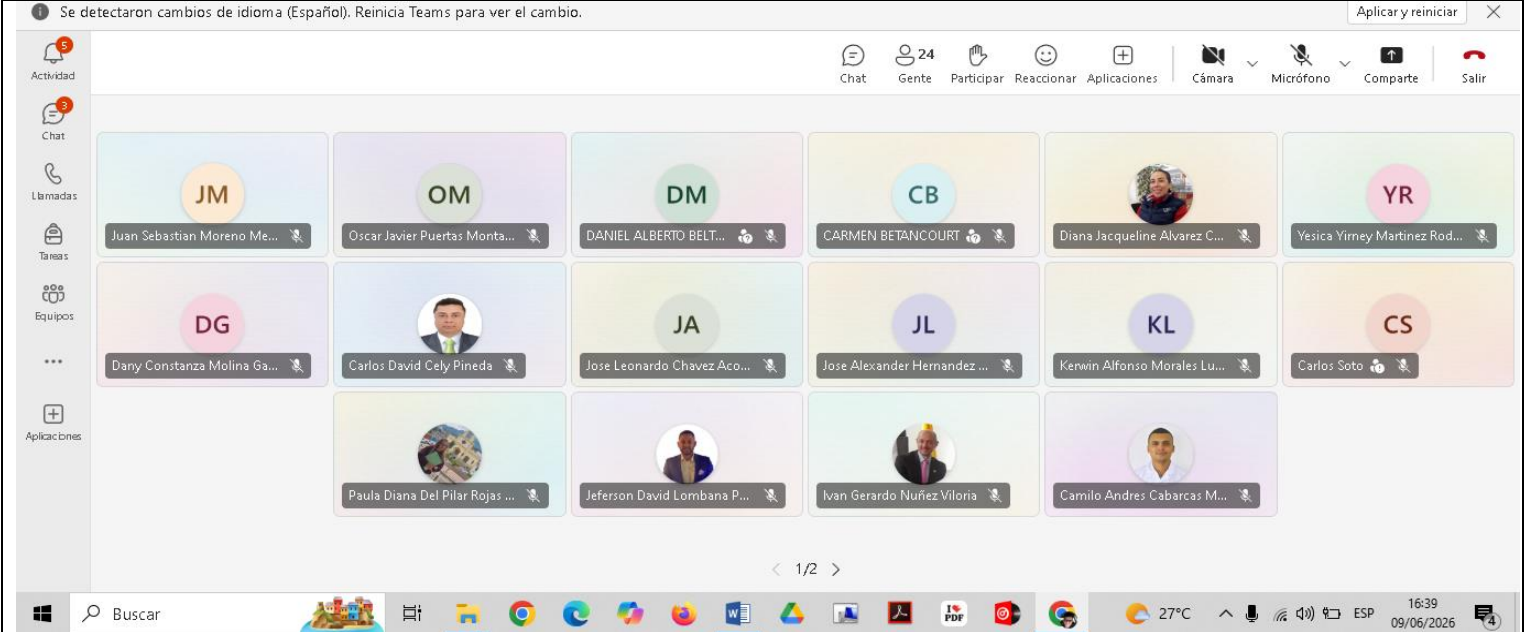 Se detectaron cambios de idioma (Español). Reinicia Teams para ver el cambio.
Aplicar y reiniciar
5
Actividad
3
Chat
Llamadas
Tareas
Equipos
Aplicaciones
Chat
24
Gente
Participar
Reaccionar
Aplicaciones
Cámara
Micrófono
Comparte
Salir
JM
Juan Sebastian Moreno Me...
OM
Oscar Javier Puertas Monta...
DM
DANIEL ALBERTO BELT...
CB
CARMEN BETANCOURT
Diana Jacqueline Alvarez C...
YR
Yesica Yirney Martinez Rod...
DG
Dany Constanza Molina Ga...
Carlos David Cely Pineda
JA
Jose Leonardo Chavez Aco...
JL
Jose Alexander Hernandez ...
KL
Kerwin Alfonso Morales Lu...
CS
Carlos Soto
Paula Diana Del Pilar Rojas ...
Jeferson David Lombana P...
Ivan Gerardo Nuñez Viloria
Camilo Andres Cabarcas M...
1/2
Buscar
W
I PDF
27°C
ESP
16:39
09/06/2026
4